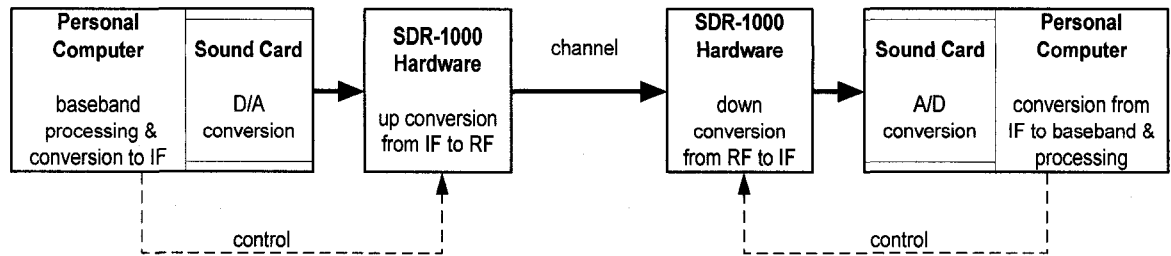 Personal
Computer
baseband
processing &
conversion to IF
Sound Card
D/A
conversion
SDR-1000
Hardware
up conversion
from IF to RF
channel
SDR-1000
Hardware
down
conversion
from RF to IF
Sound Card
A/D
conversion
Personal
Computer
conversion from
IF to baseband &
processing
control
control